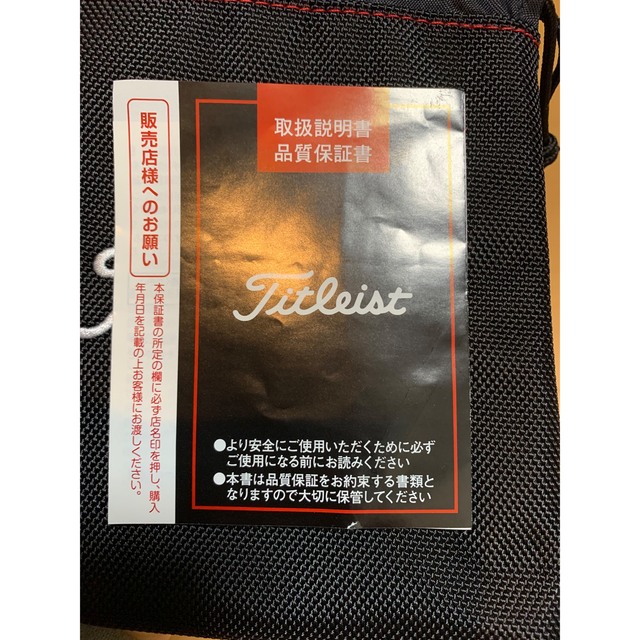 取扱説明書
品質保証書
Titleist
●より安全にご使用いただくために必ず
ご使用になる前にお読みください
●本書は品質保証をお約束する書類と
なりますので大切に保管してください
販売店様へのお願い
本保証書の所定の欄に必ず店名印を押し、購入
年月日を記載の上お客様にお渡しください。